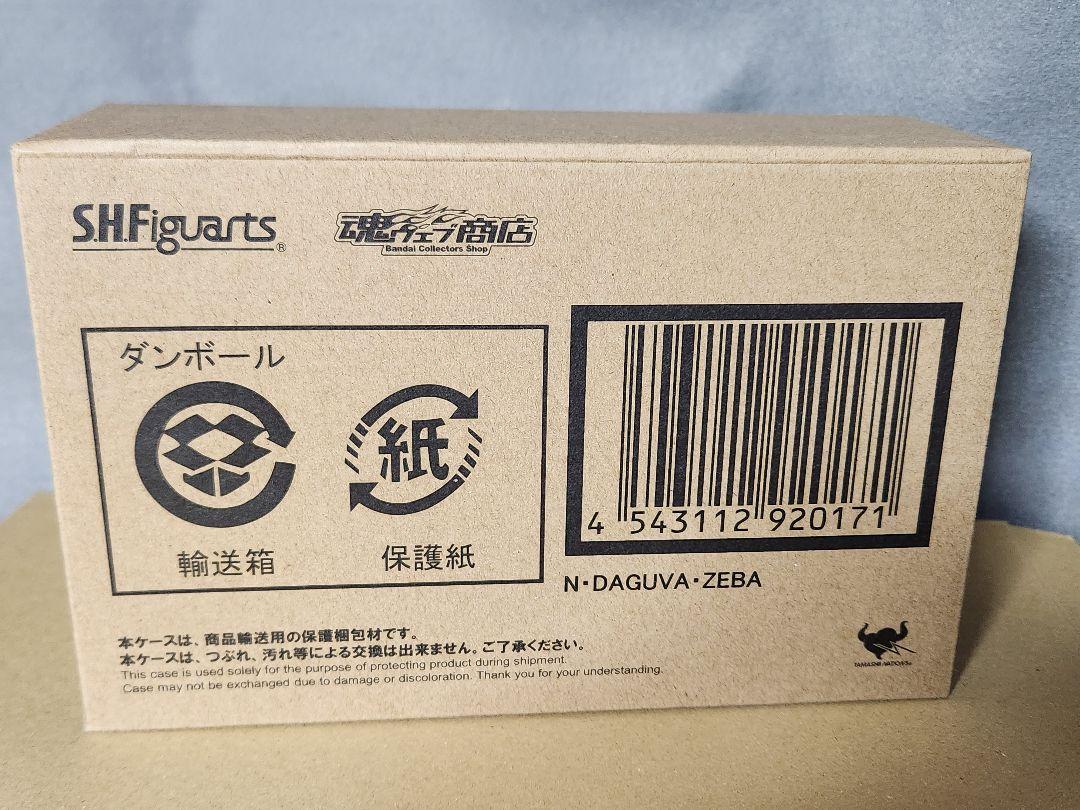 S.H.Figuarts®
魂ウェブ商店
Bandai Collectors Shop
ダンボール
紙
輸送箱
保護紙
4 543112 920171
N・DAGUVA・ZEBA
本ケースは、商品輸送用の保護梱包材です。
本ケースは、つぶれ、汚れ等による交換は出来ません。ご了承ください。
This case is used solely for the purpose of protecting product during shipment.
Case may not be exchanged due to damage or discoloration. Thank you for your understanding.
TAMASHII NATIONS